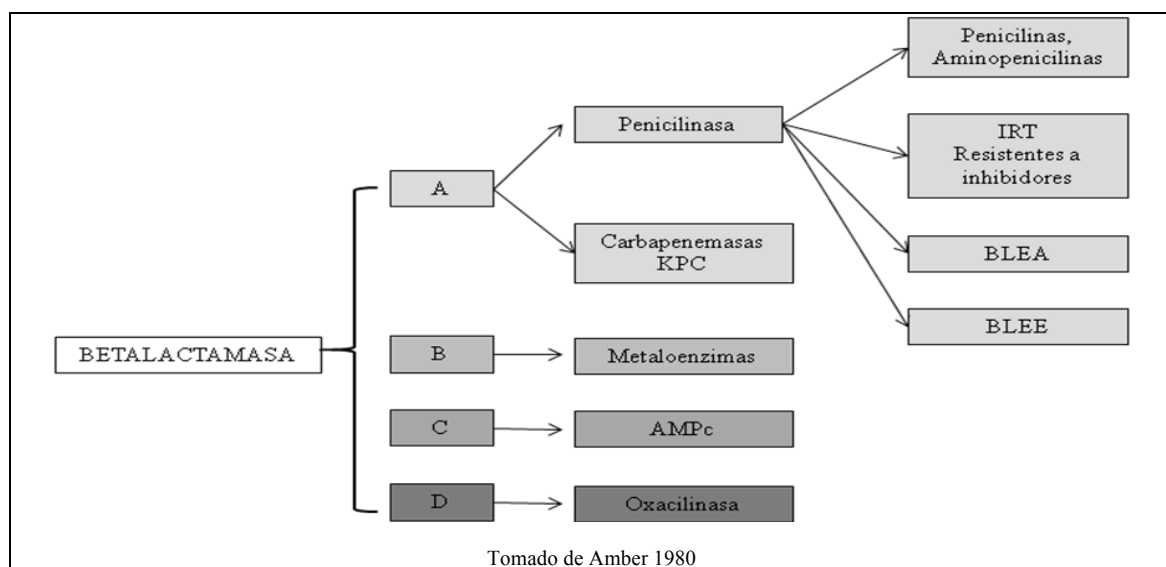 BETALACTAMASA
A
Penicilinasa
Penicilinas,
Aminopenicilinas
IRT
Resistentes a
inhibidores
BLEA
BLEE
Carbapenemasas
KPC
B
Metaloenzimas
C
AMPc
D
Oxacilinasa
Tomado de Amber 1980